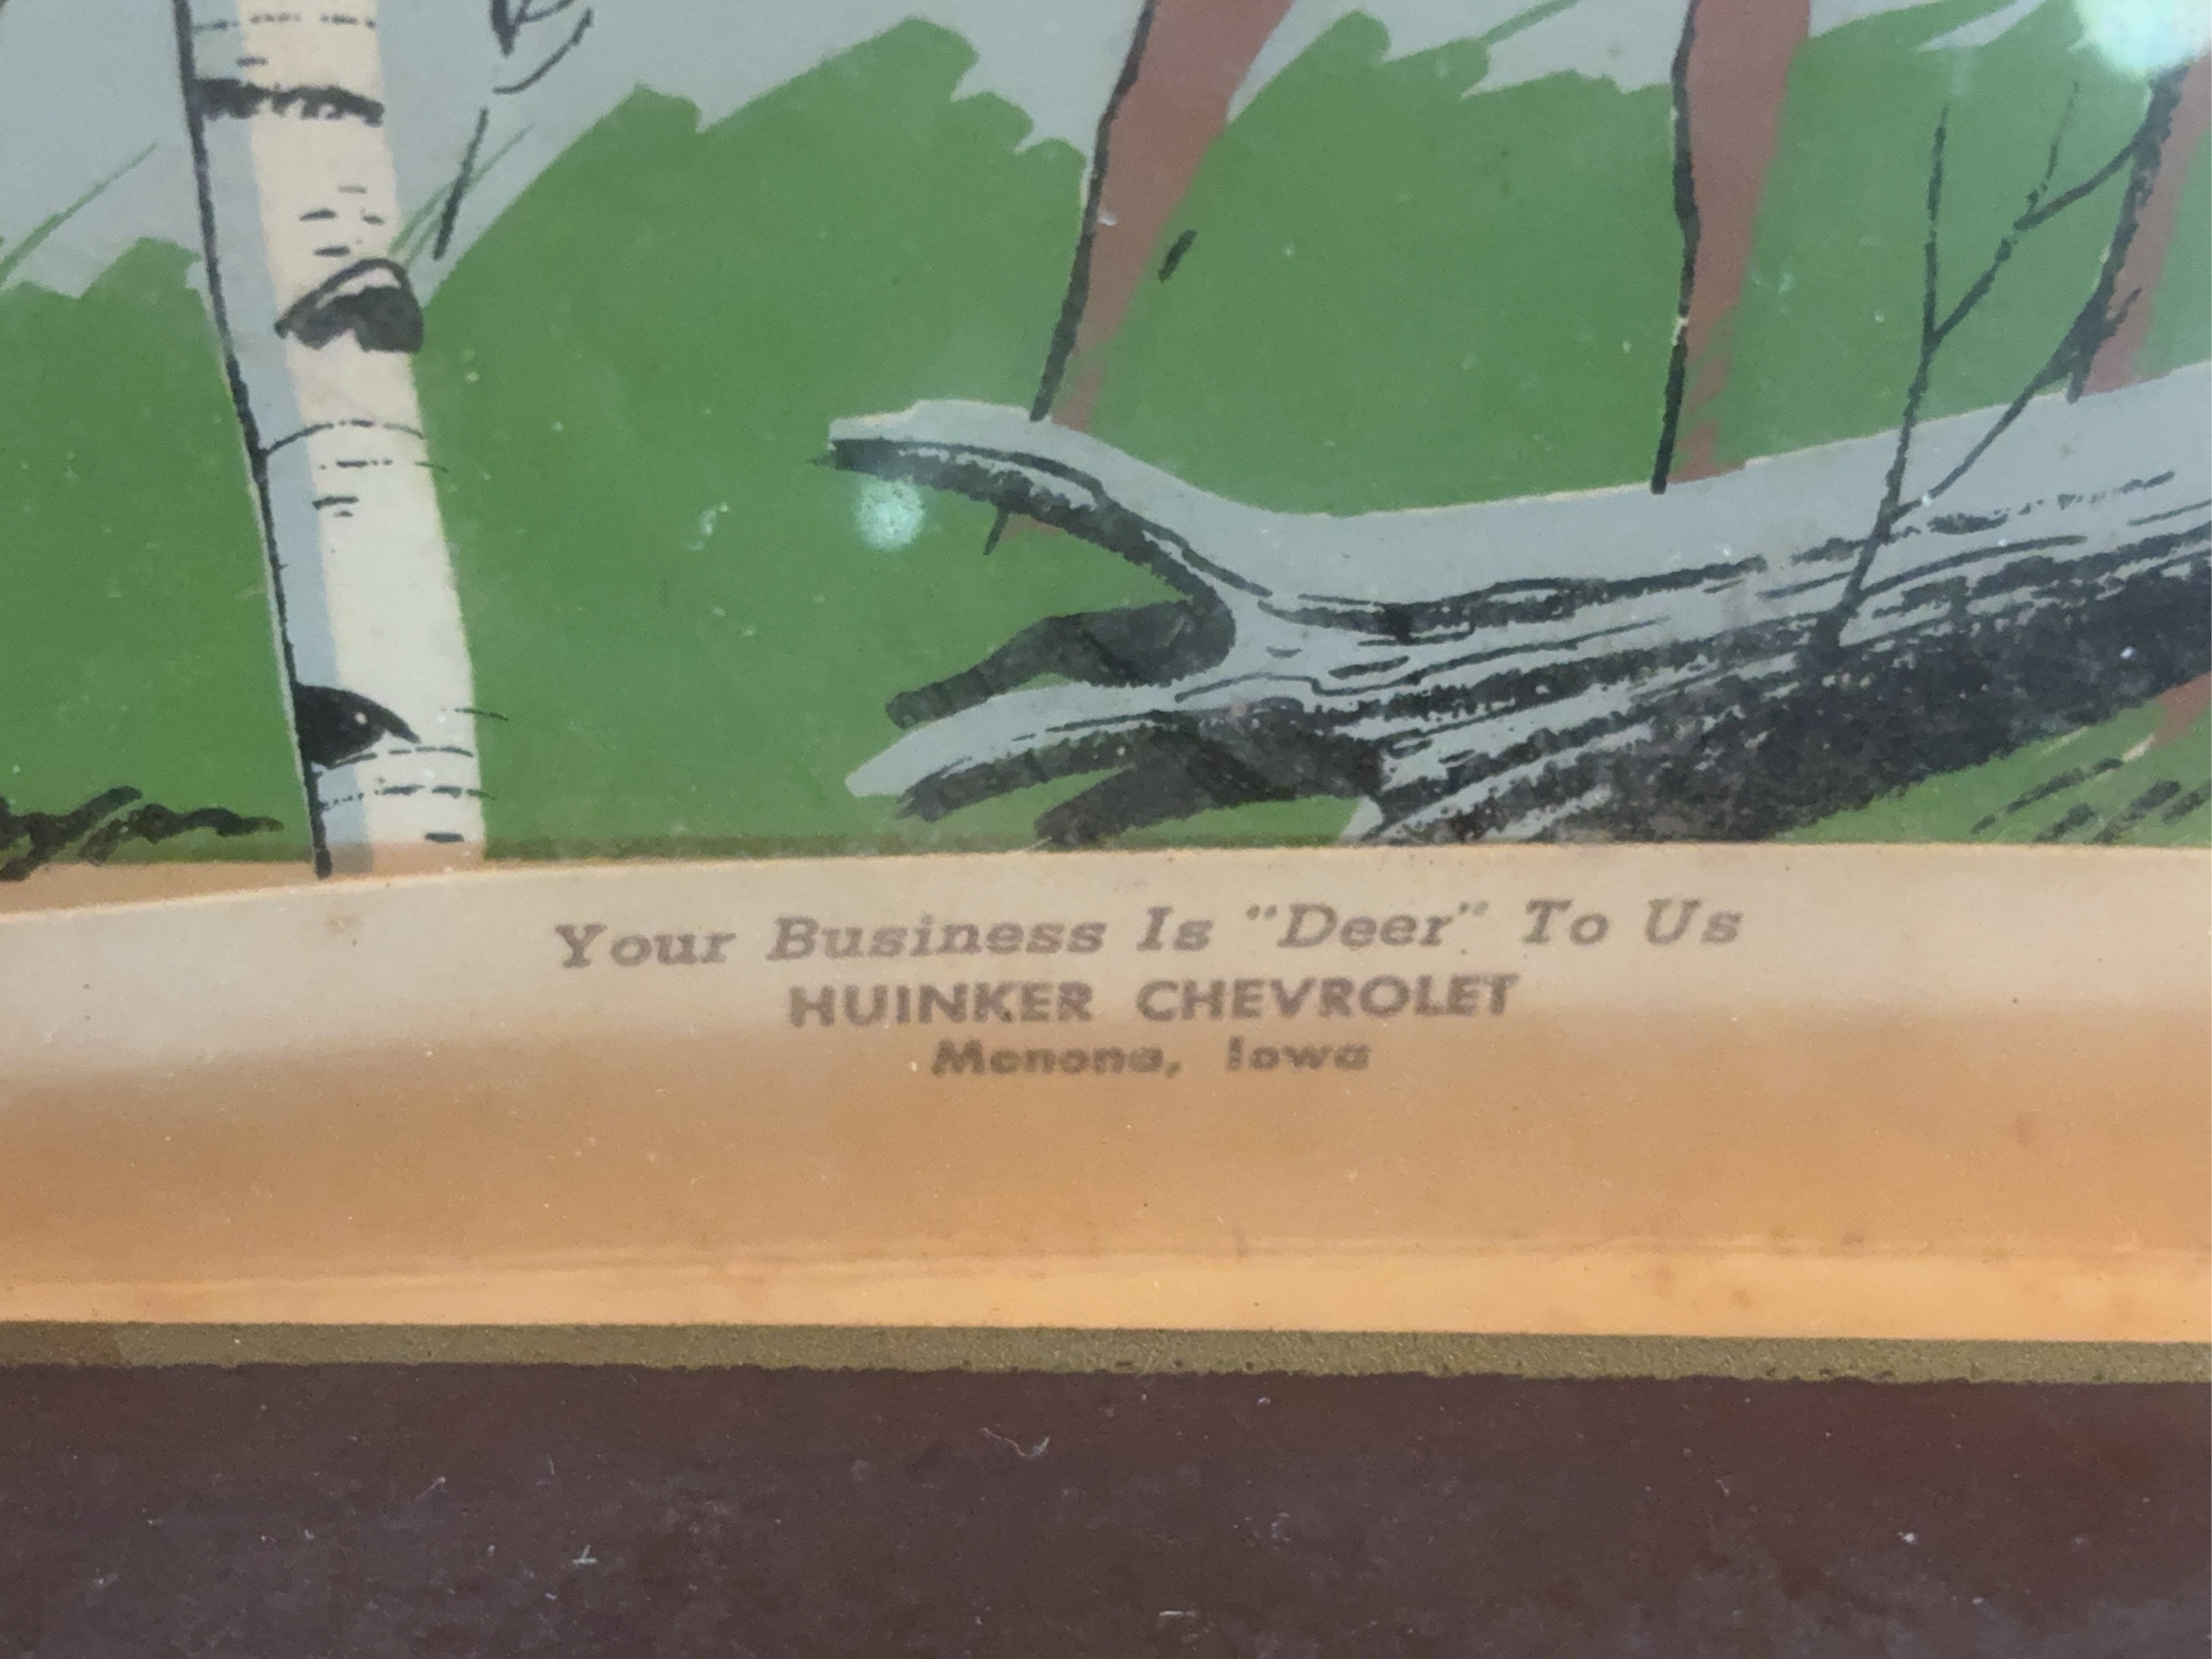 Your Business Is “Deer” To Us
HUINKER CHEVROLET
Monona, Iowa